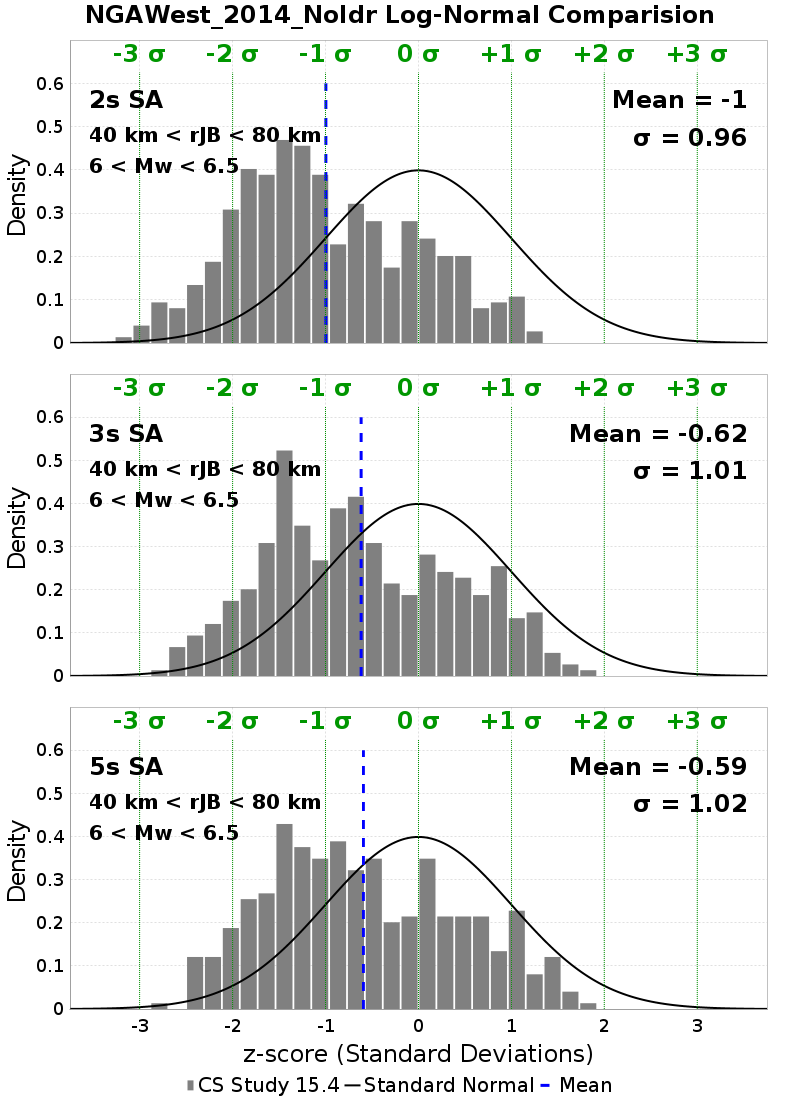 NGAWest_2014_NoIdr Log-Normal Comparision
-3 σ -2 σ -1 σ 0 σ +1 σ +2 σ +3 σ
2s SA
Mean = -1
40 km < rJB < 80 km
σ = 0.96
6 < Mw < 6.5
0.6
0.5
0.4
0.3
0.2
0.1
0
Density
-3 σ -2 σ -1 σ 0 σ +1 σ +2 σ +3 σ
3s SA
Mean = -0.62
40 km < rJB < 80 km
σ = 1.01
6 < Mw < 6.5
0.6
0.5
0.4
0.3
0.2
0.1
0
Density
-3 σ -2 σ -1 σ 0 σ +1 σ +2 σ +3 σ
5s SA
Mean = -0.59
40 km < rJB < 80 km
σ = 1.02
6 < Mw < 6.5
0.6
0.5
0.4
0.3
0.2
0.1
0
Density
-3 -2 -1 0 1 2 3
z-score (Standard Deviations)
CS Study 15.4 Standard Normal Mean